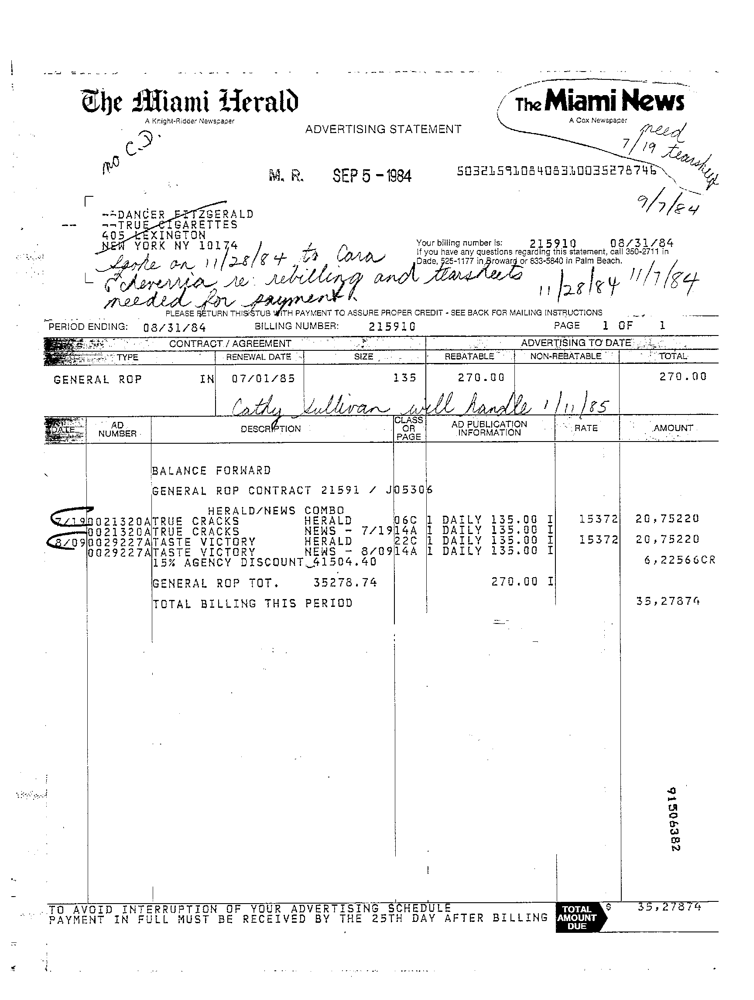 The Miami Herald
A Knight-Ridder Newspaper
The Miami News
A Cox Newspaper
ADVERTISING STATEMENT
no C.D.
need
7/19 tearsheet
M. R. SEP 5 - 1984
5032159108408310035278746
9/7/84
--DANCER FITZGERALD
--TRUE CIGARETTES
405 LEXINGTON
NEW YORK NY 10174
Your billing number is: 215910 08/31/84
If you have any questions regarding this statement, call 350-2711 in
Dade, 525-1177 in Broward or 833-5840 in Palm Beach.
Spoke on 11/28/84 to Cara
Echeverria re: rebilling and tearsheets
needed for payment
11/28/84 11/7/84
PLEASE RETURN THIS STUB WITH PAYMENT TO ASSURE PROPER CREDIT - SEE BACK FOR MAILING INSTRUCTIONS
PERIOD ENDING: 08/31/84 BILLING NUMBER: 215910 PAGE 1 OF 1
CONTRACT / AGREEMENT ADVERTISING TO DATE
TYPE RENEWAL DATE SIZE REBATABLE NON-REBATABLE TOTAL
GENERAL ROP IN 07/01/85 135 270.00 270.00
Cathy Sullivan will handle 1/11/85
DATE AD NUMBER DESCRIPTION CLASS OR PAGE AD PUBLICATION INFORMATION RATE AMOUNT
BALANCE FORWARD
GENERAL ROP CONTRACT 21591 / J05306
HERALD/NEWS COMBO
7/19 0021320A TRUE CRACKS HERALD 06C 1 DAILY 135.00 I 15372 20,75220
0021320A TRUE CRACKS NEWS - 7/19 14A 1 DAILY 135.00 I
8/09 0029227A TASTE VICTORY HERALD 22C 1 DAILY 135.00 I 15372 20,75220
0029227A TASTE VICTORY NEWS - 8/09 14A 1 DAILY 135.00 I
15% AGENCY DISCOUNT 41504.40 6,22566CR
GENERAL ROP TOT. 35278.74 270.00 I
TOTAL BILLING THIS PERIOD 35,27874
91506382
TO AVOID INTERRUPTION OF YOUR ADVERTISING SCHEDULE
PAYMENT IN FULL MUST BE RECEIVED BY THE 25TH DAY AFTER BILLING
TOTAL AMOUNT DUE $ 35,27874